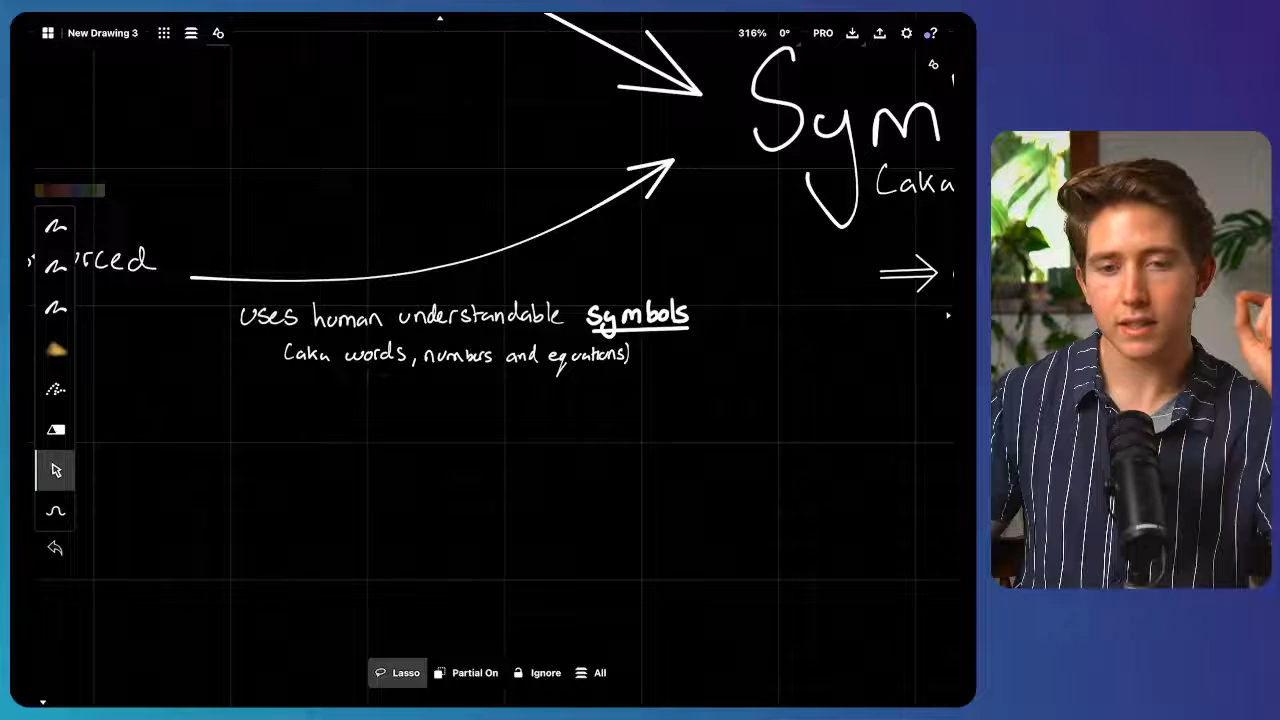 New Drawing 3
316% 0° PRO ?
Sym
(aka
rced
uses human understandable symbols
(aka words, numbers and equations)
Lasso Partial On Ignore All